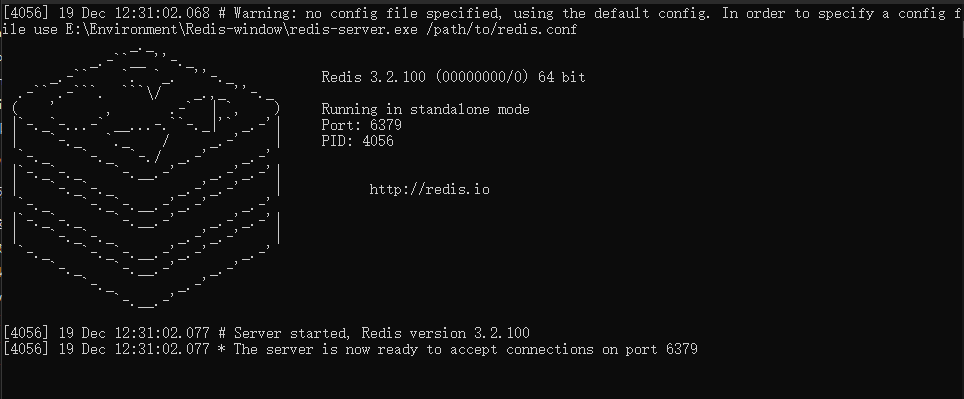 [4056] 19 Dec 12:31:02.068 # Warning: no config file specified, using the default config. In order to specify a config f
ile use E:\Environment\Redis-window\redis-server.exe /path/to/redis.conf
Redis 3.2.100 (00000000/0) 64 bit
Running in standalone mode
Port: 6379
PID: 4056
http://redis.io
[4056] 19 Dec 12:31:02.077 # Server started, Redis version 3.2.100
[4056] 19 Dec 12:31:02.077 * The server is now ready to accept connections on port 6379